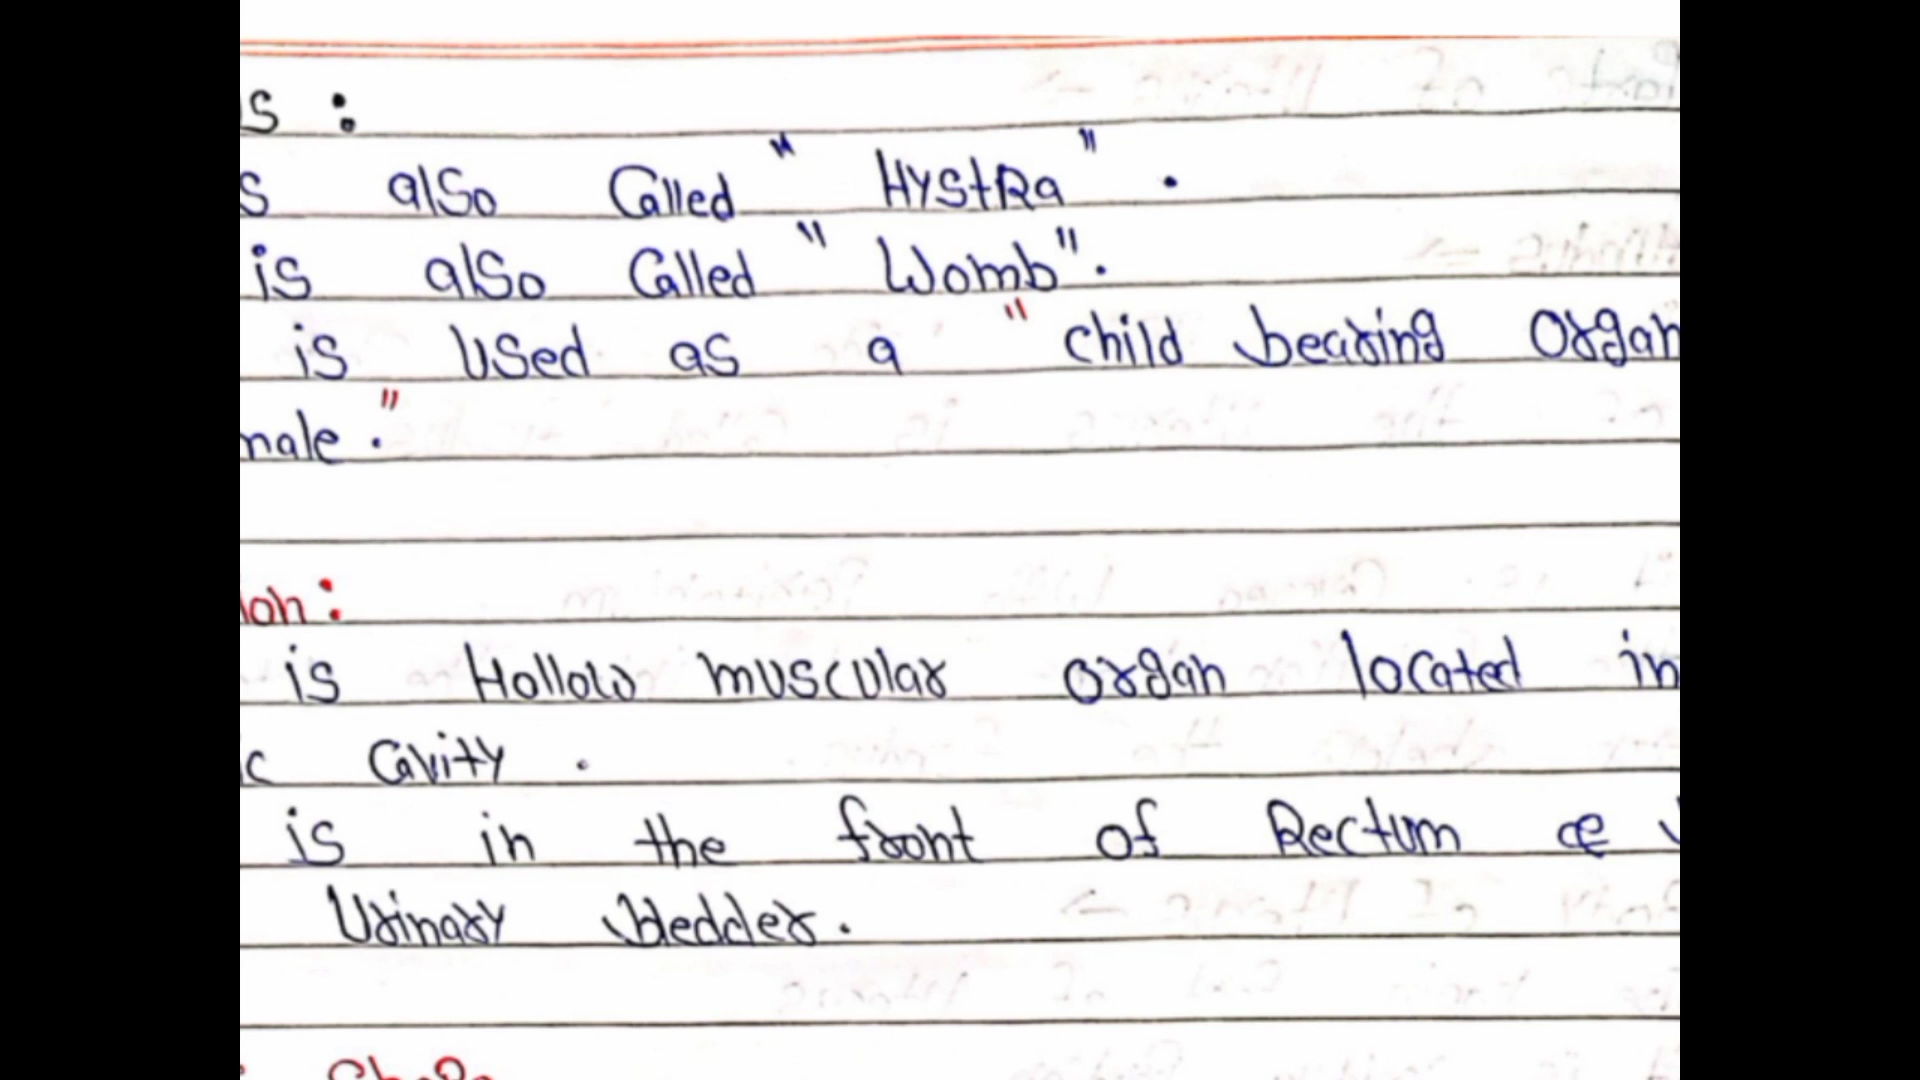 s :
s also Called " HYStRa " .
is also Called " Womb" .
is Used as a " child bearing Organ
male . "
ion :
is Hollow muscular organ located in
c Cavity .
is in the front of Rectum &
Urinary bledder .